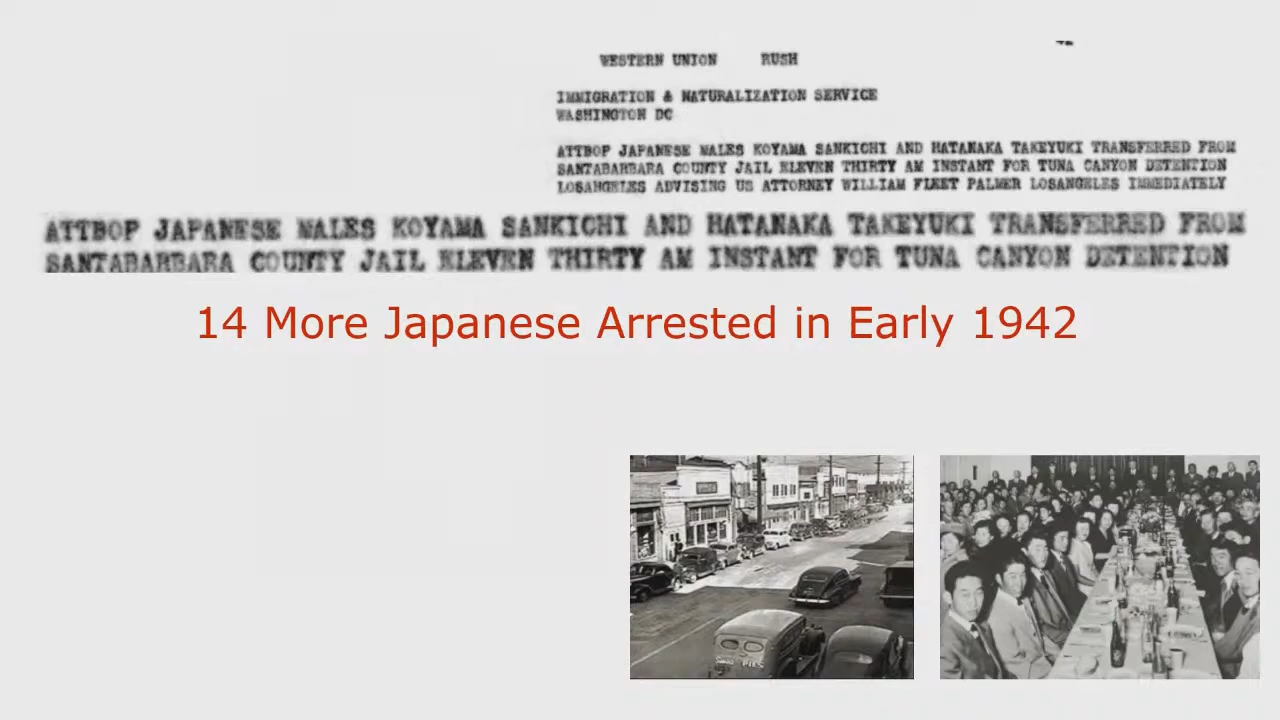 WESTERN UNION RUSH
IMMIGRATION & NATURALIZATION SERVICE
WASHINGTON DC
ATTBOP JAPANESE MALES KOYAMA SANKICHI AND HATANAKA TAKEYUKI TRANSFERRED FROM
SANTABARBARA COUNTY JAIL ELEVEN THIRTY AM INSTANT FOR TUNA CANYON DETENTION
LOSANGELES ADVISING US ATTORNEY WILLIAM FLEET PALMER LOSANGELES IMMEDIATELY
ATTBOP JAPANESE MALES KOYAMA SANKICHI AND HATANAKA TAKEYUKI TRANSFERRED FROM
SANTABARBARA COUNTY JAIL ELEVEN THIRTY AM INSTANT FOR TUNA CANYON DETENTION
14 More Japanese Arrested in Early 1942